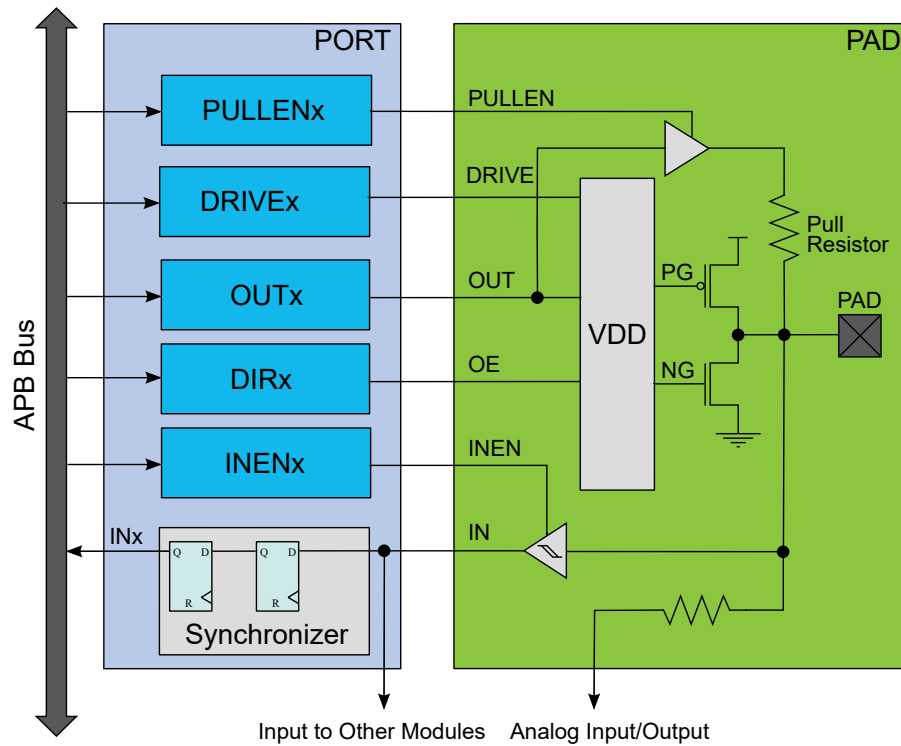 PORT
PAD
APB Bus
PULLENx
PULLEN
DRIVEx
DRIVE
Pull
Resistor
OUTx
OUT
PG
PAD
VDD
DIRx
OE
NG
INENx
INEN
INx
Q D
R
Q D
R
IN
Synchronizer
Input to Other Modules
Analog Input/Output